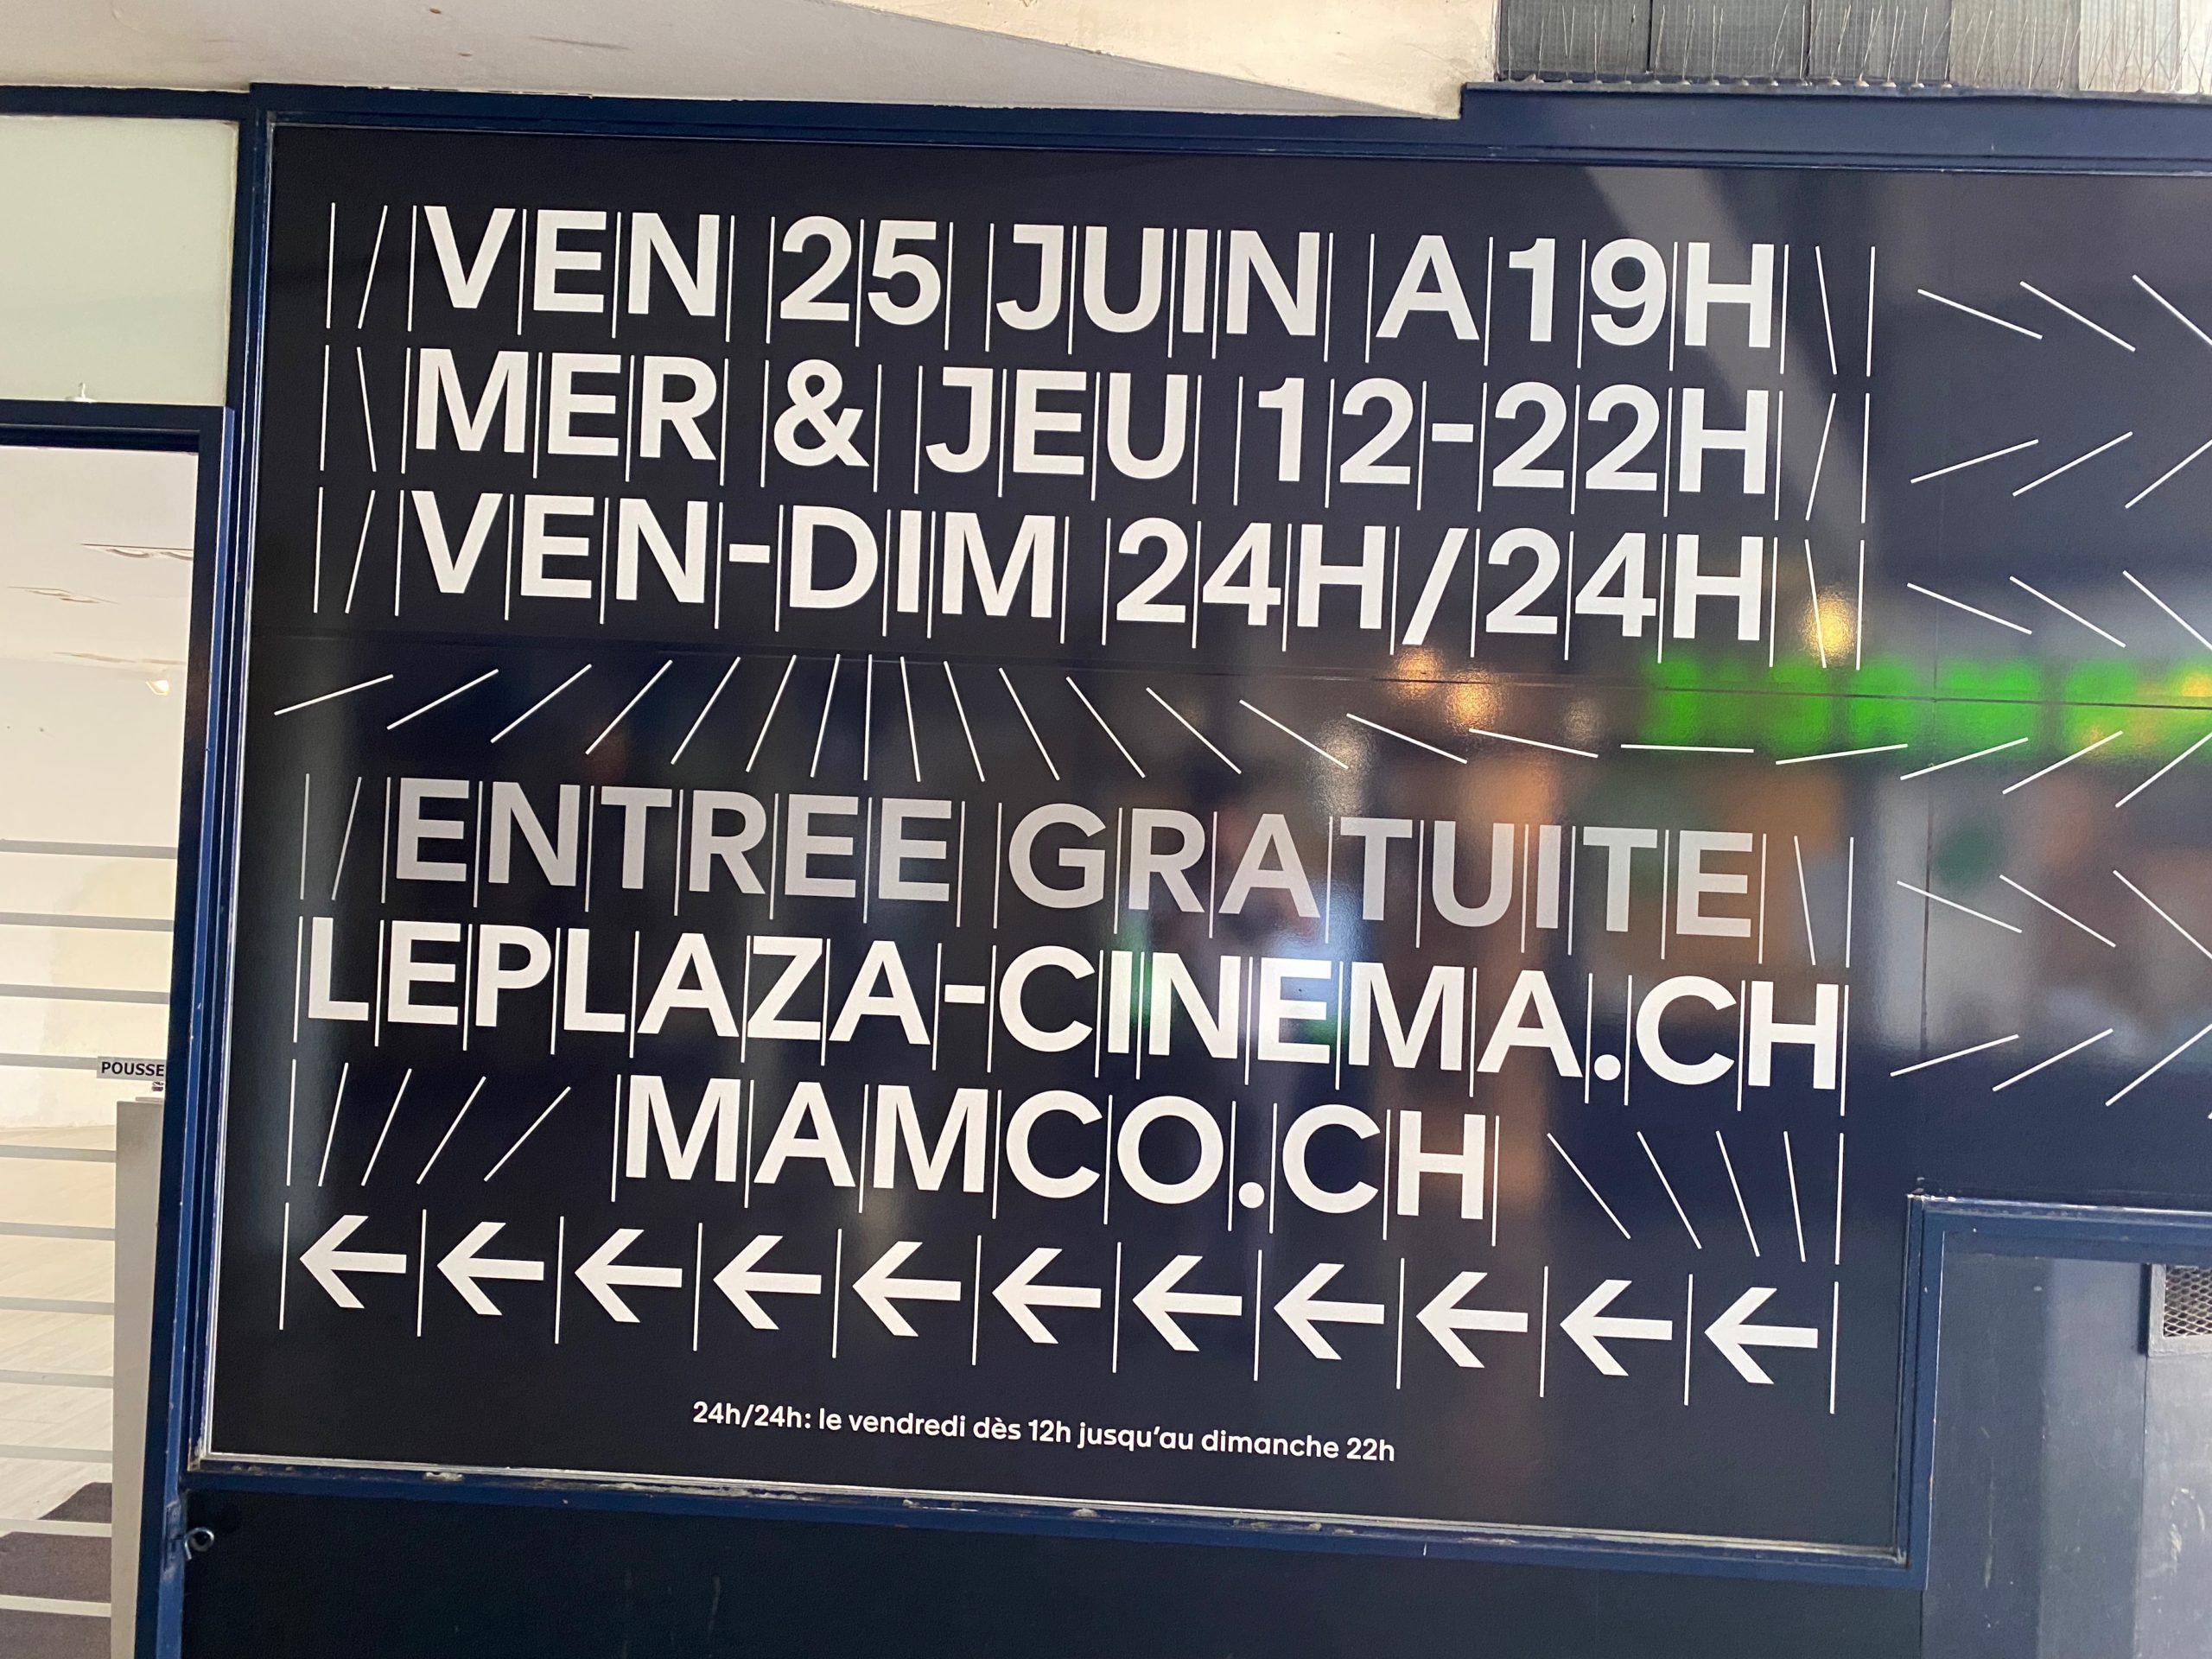 VEN 25 JUIN A 19H
MER & JEU 12-22H
VEN-DIM 24H/24H
ENTREE GRATUITE
LEPLAZA-CINEMA.CH
MAMCO.CH
← ← ← ← ← ← ← ← ← ← ←
24h/24h: le vendredi dès 12h jusqu'au dimanche 22h
POUSSE